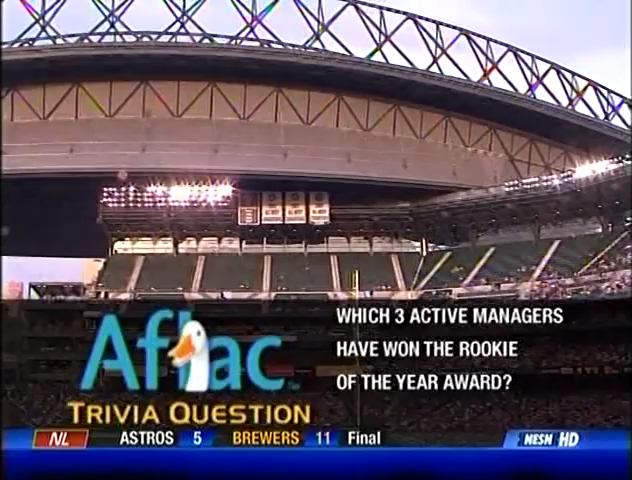 WHICH 3 ACTIVE MANAGERS
HAVE WON THE ROOKIE
OF THE YEAR AWARD?
Aflac
TRIVIA QUESTION
NL ASTROS 5 BREWERS 11 Final NESN HD